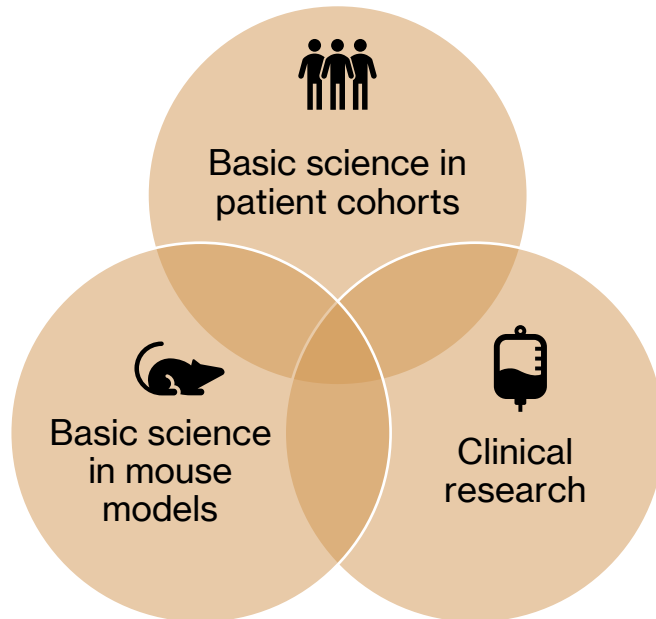 Basic science in
patient cohorts
Basic science
in mouse
models
Clinical
research